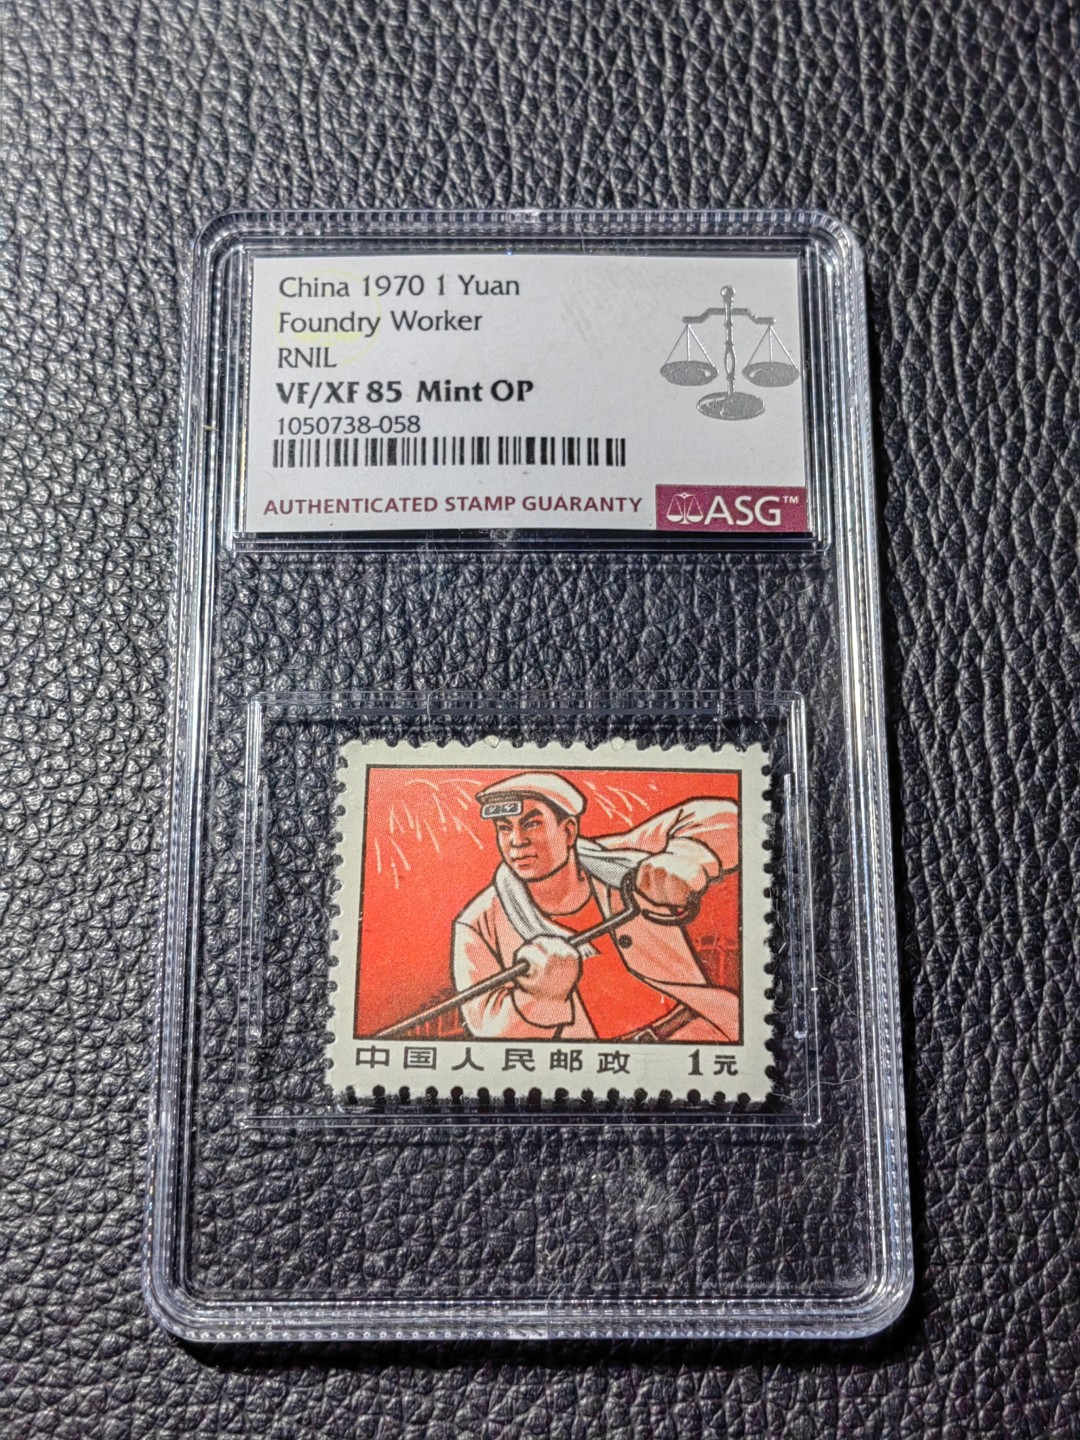 China 1970 1 Yuan
Foundry Worker
RNIL
VF/XF 85 Mint OP
1050738-058
AUTHENTICATED STAMP GUARANTY
ASG™
中国人民邮政 1元